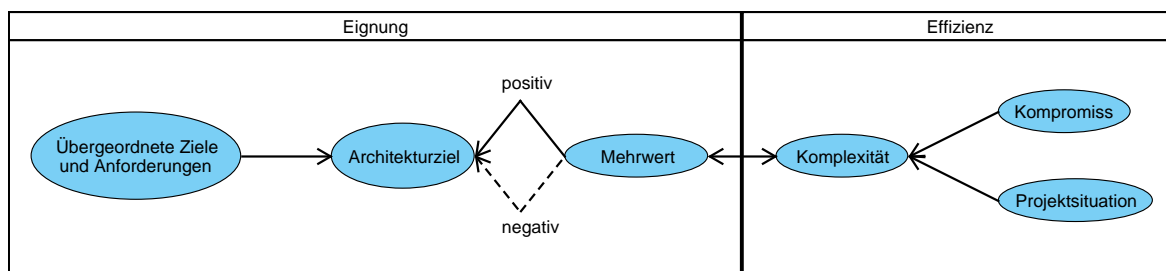 Eignung
Effizienz
positiv
Kompromiss
Übergeordnete Ziele
und Anforderungen
Architekturziel
Mehrwert
Komplexität
Projektsituation
negativ